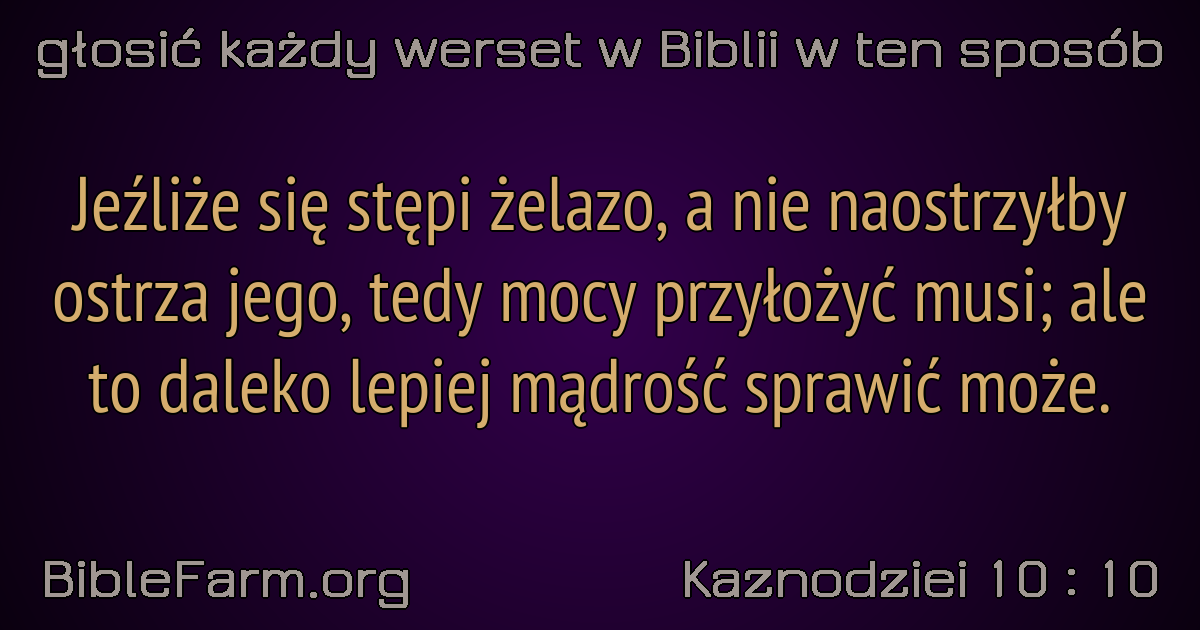 głosić każdy werset w Biblii w ten sposób
Jeźliże się stępi żelazo, a nie naostrzyłby
ostrza jego, tedy mocy przyłożyć musi; ale
to daleko lepiej mądrość sprawić może.
BibleFarm.org
Kaznodziei 10 : 10